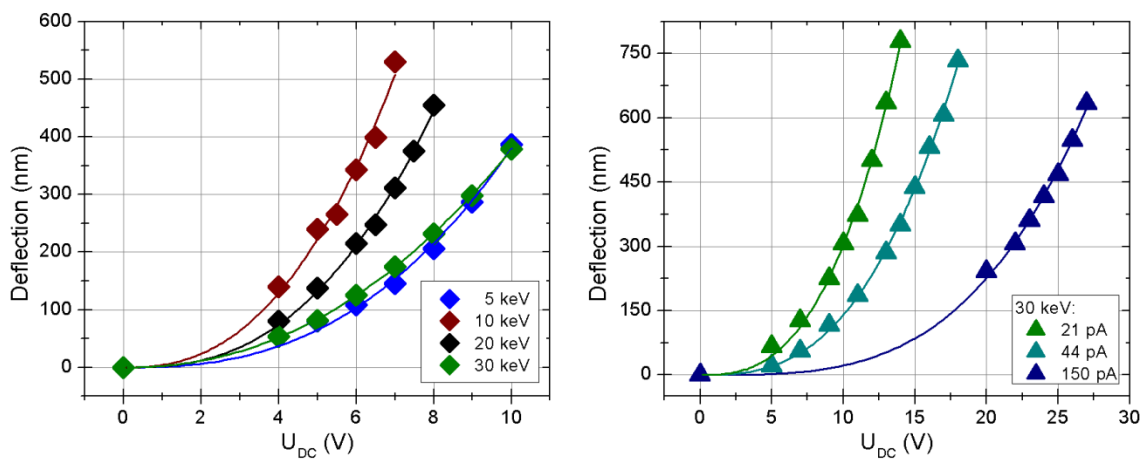 600
500
400
300
200
100
0
Deflection (nm)
0 2 4 6 8 10
U_DC (V)
5 keV
10 keV
20 keV
30 keV
750
600
450
300
150
0
Deflection (nm)
0 5 10 15 20 25 30
U_DC (V)
30 keV:
21 pA
44 pA
150 pA